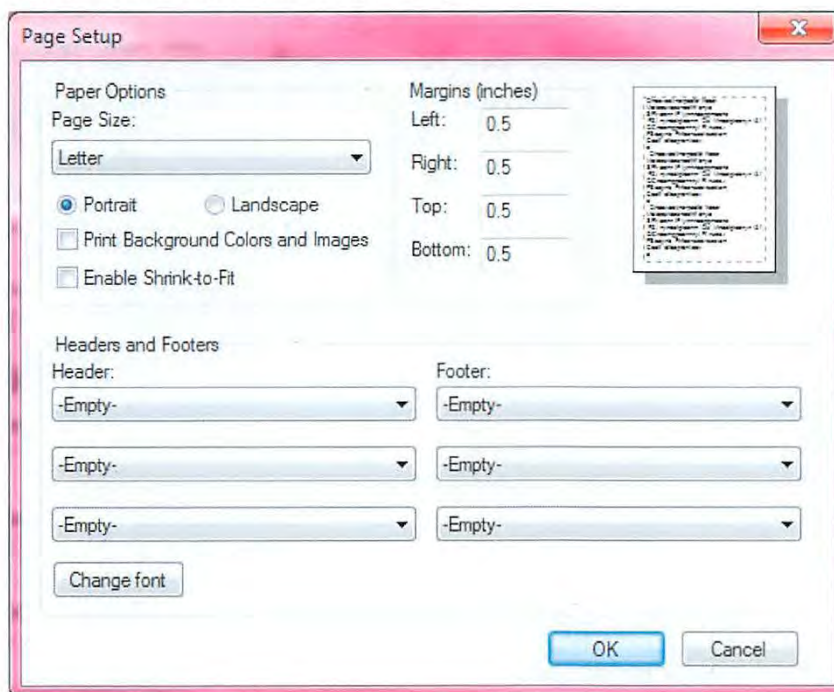 Page Setup
Paper Options
Page Size:
Letter
Portrait Landscape
Print Background Colors and Images
Enable Shrink-to-Fit
Margins (inches)
Left: 0.5
Right: 0.5
Top: 0.5
Bottom: 0.5
Headers and Footers
Header: Footer:
-Empty- -Empty-
-Empty- -Empty-
-Empty- -Empty-
Change font
OK Cancel